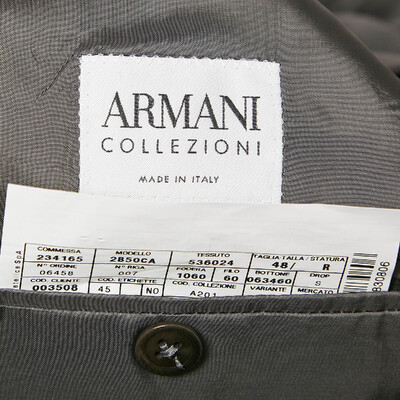 ARMANI
COLLEZIONI
MADE IN ITALY
COMMESSA MODELLO TESSUTO TAGLIA-TALLA / STATURA
234165 2850CA 536024 48/ R
N° ORDINE N° RIGA FODERA FILO BOTTONE DROP
06458 007 1060 60 063460 S
COD. CLIENTE COD. ETICHETTE COD. COLLEZIONE VARIANTE MERCATO
003508 45 NO A201
830806